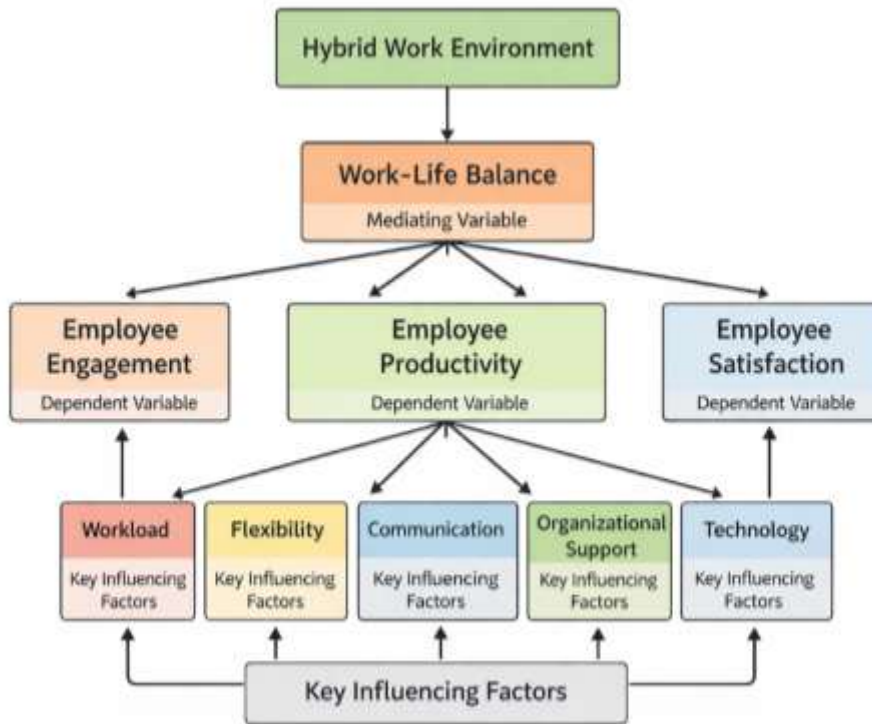 Hybrid Work Environment
Work-Life Balance
Mediating Variable
Employee
Engagement
Dependent Variable
Employee
Productivity
Dependent Variable
Employee
Satisfaction
Dependent Variable
Workload
Key Influencing
Factors
Flexibility
Key Influencing
Factors
Communication
Key Influencing
Factors
Organizational
Support
Key Influencing
Factors
Technology
Key Influencing
Factors
Key Influencing Factors